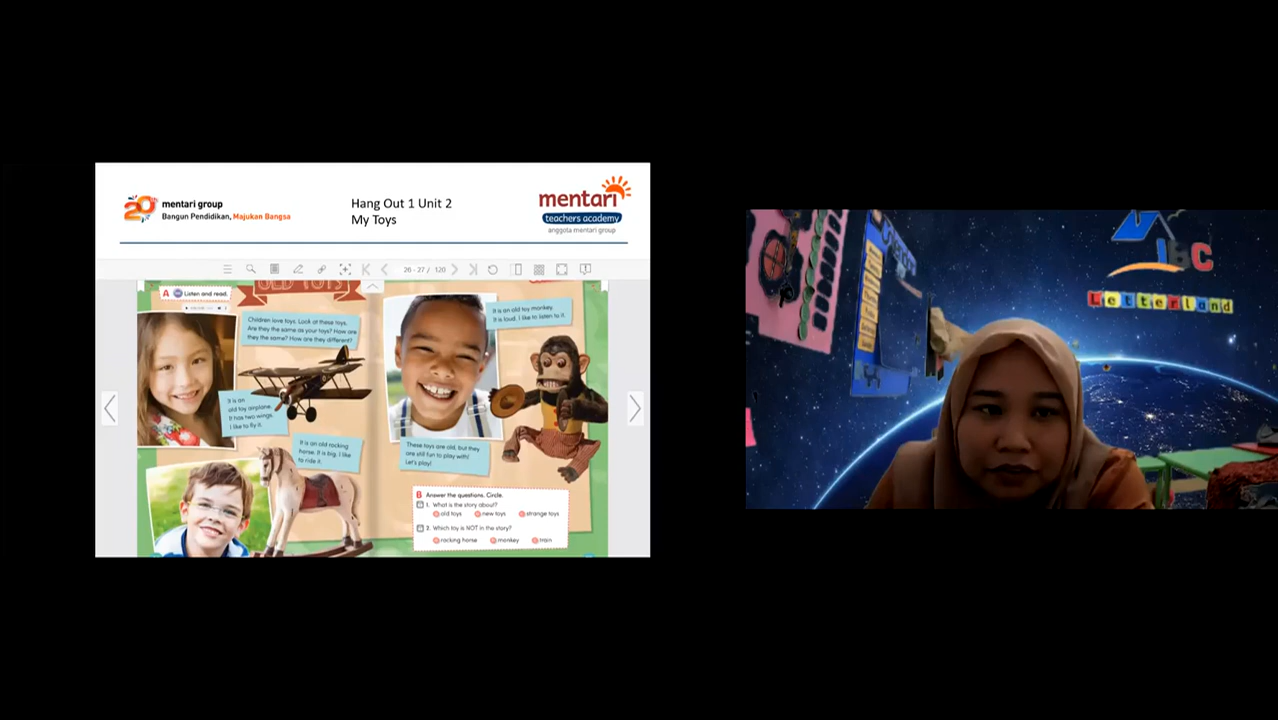 20
mentari group
Bangun Pendidikan, Majukan Bangsa
Hang Out 1 Unit 2
My Toys
mentari
teachers academy
anggota mentari group
26 - 27 / 120
OLD TOYS
A Listen and read.
Children love toys. Look at these toys.
Are they the same as your toys? How are
they the same? How are they different?
It is an
old toy airplane.
It has two wings.
I like to fly it.
It is an old rocking
horse. It is big. I like
to ride it.
It is an old toy monkey.
It is loud. I like to listen to it.
These toys are old, but they
are still fun to play with!
Let's play!
B Answer the questions. Circle.
1. What is the story about?
old toys new toys strange toys
2. Which toy is NOT in the story?
rocking horse monkey train
C
Letterland